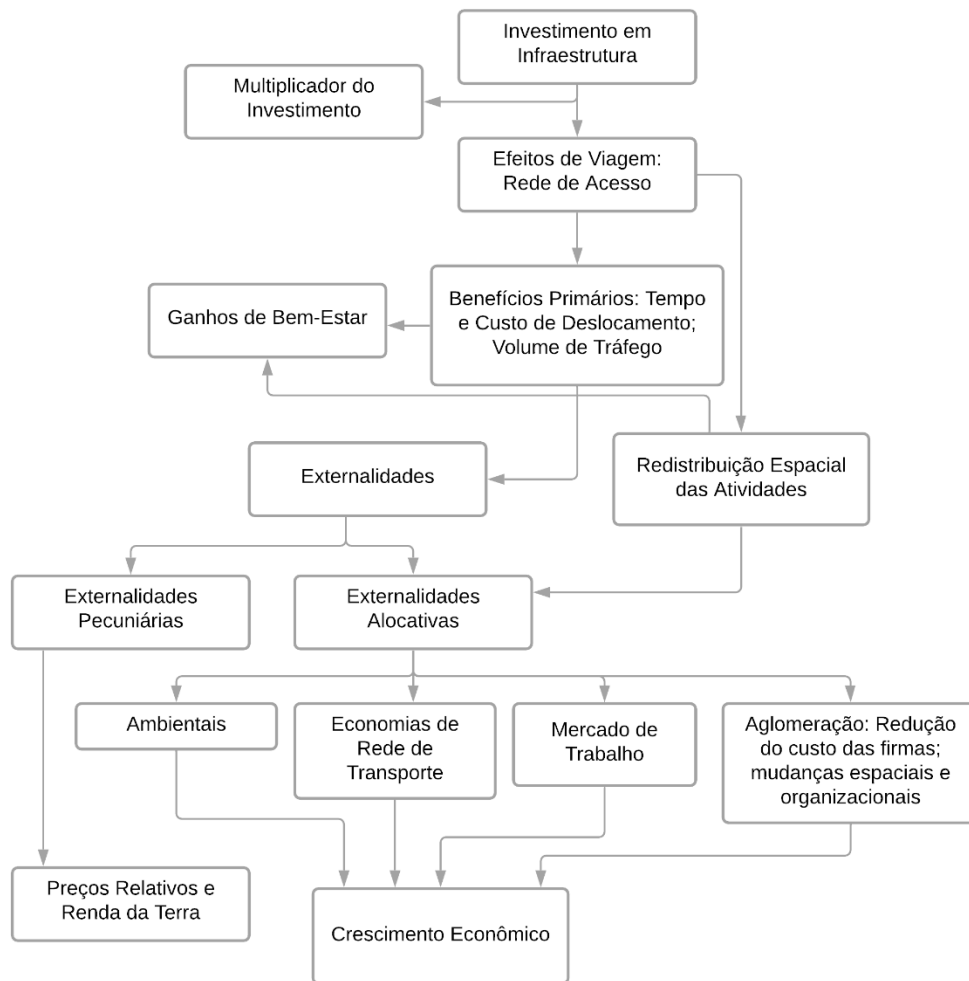 Investimento em
Infraestrutura
Multiplicador do
Investimento
Efeitos de Viagem:
Rede de Acesso
Benefícios Primários: Tempo
e Custo de Deslocamento;
Volume de Tráfego
Ganhos de Bem-Estar
Externalidades
Redistribuição Espacial
das Atividades
Externalidades
Pecuniárias
Externalidades
Alocativas
Ambientais
Economias de
Rede de
Transporte
Mercado de
Trabalho
Aglomeração: Redução
do custo das firmas;
mudanças espaciais e
organizacionais
Preços Relativos e
Renda da Terra
Crescimento Econômico